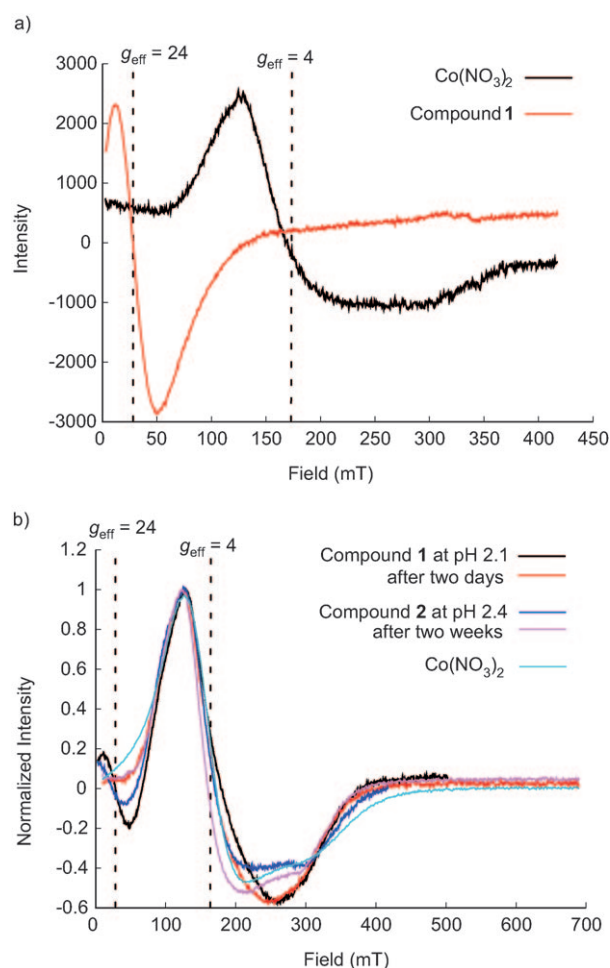 a)
g_eff = 24
g_eff = 4
3000
2000
1000
0
-1000
-2000
-3000
Intensity
Co(NO₃)₂
Compound 1
0 50 100 150 200 250 300 350 400 450
Field (mT)
b)
g_eff = 24
g_eff = 4
1.2
1
0.8
0.6
0.4
0.2
0
-0.2
-0.4
-0.6
Normalized Intensity
Compound 1 at pH 2.1
after two days
Compound 2 at pH 2.4
after two weeks
Co(NO₃)₂
0 100 200 300 400 500 600 700
Field (mT)